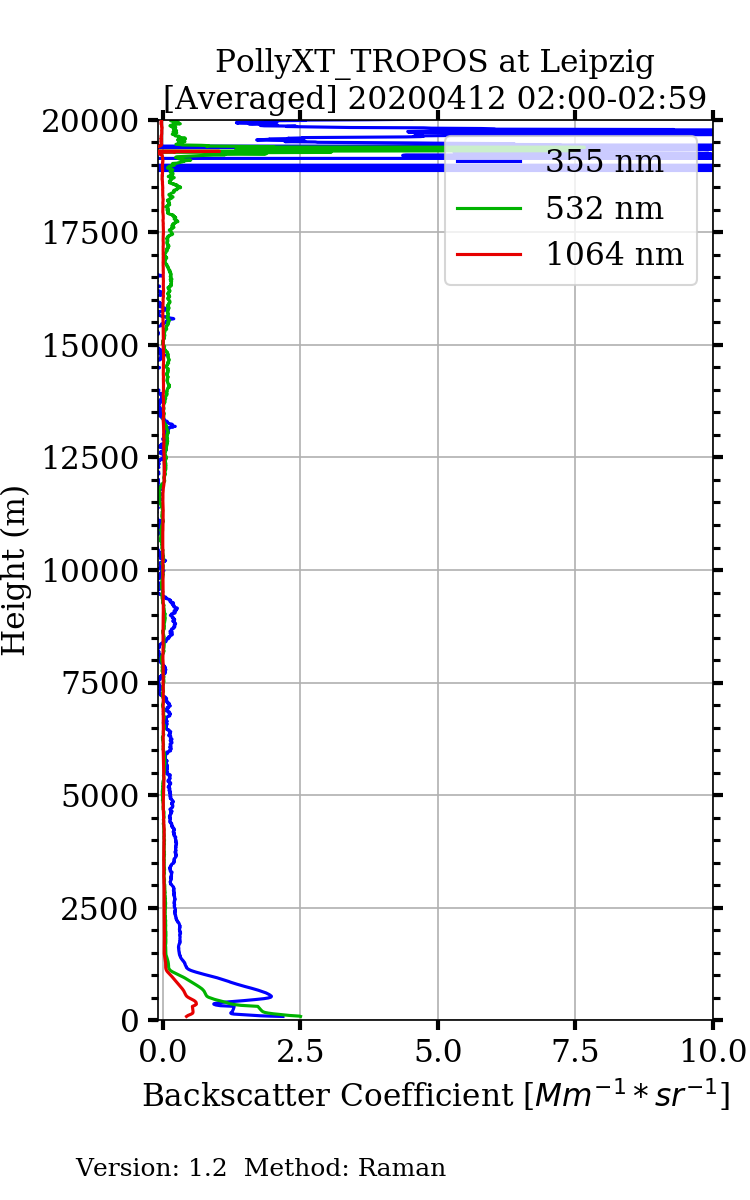 PollyXT_TROPOS at Leipzig
[Averaged] 20200412 02:00-02:59
20000
355 nm
532 nm
17500
1064 nm
15000
12500
Height (m)
10000
7500
5000
2500
0
0.0 2.5 5.0 7.5 10.0
Backscatter Coefficient [Mm⁻¹ * sr⁻¹]
Version: 1.2 Method: Raman